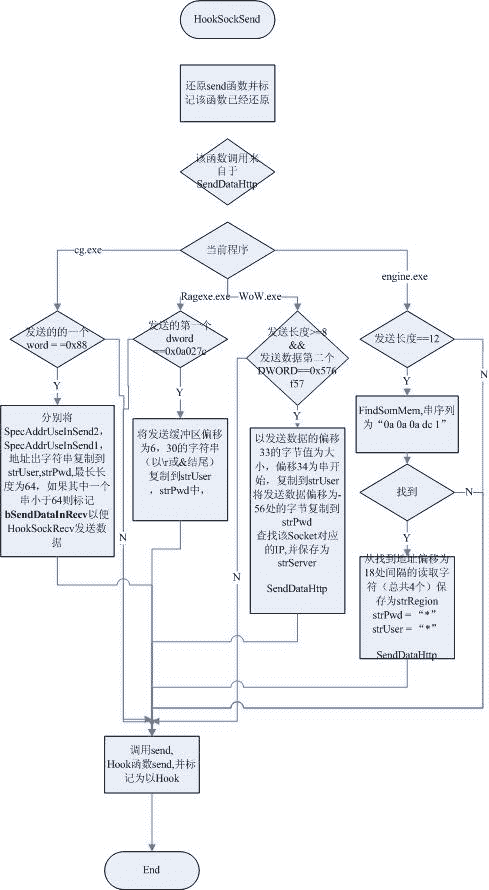 HookSockSend
还原send函数并标
记该函数已经还原
该函数调用来
自于
SendDataHttp
当前程序
cg.exe
Ragexe.exe
WoW.exe
engine.exe
发送的的一个
word = =0x88
发送的第一个
dword
==0x0a027c
发送长度>=8
&&
发送数据第二个
DWORD==0x576
f57
发送长度==12
Y
Y
Y
Y
N
分别将
SpecAddrUseInSend2,
SpecAddrUseInSend1,
地址出字符串复制到
strUser,strPwd,最长长
度为64，如果其中一个
串小于64则标记
bSendDataInRecv以使
HookSockRecv发送数
据
将发送缓冲区偏移
为6，30的字符串
（以\r或&结尾）
复制到strUser
，strPwd中，
以发送数据的偏移
33的字节值为大
小，偏移34为串开
始，复制到strUser
将发送数据偏移为-
56处的字节复制到
strPwd
查找该Socket对应
的IP,并保存为
strServer
SendDataHttp
FindSomMem,串序列
为
“0a 0a 0a dc 1”
找到
N
Y
从找到地址偏移为
18处间隔的读取字
符（总共4个）保
存为strRegion
strPwd = “*”
strUser = “*”
SendDataHttp
N
N
调用send,
Hook函数send,并标
记为以Hook
End